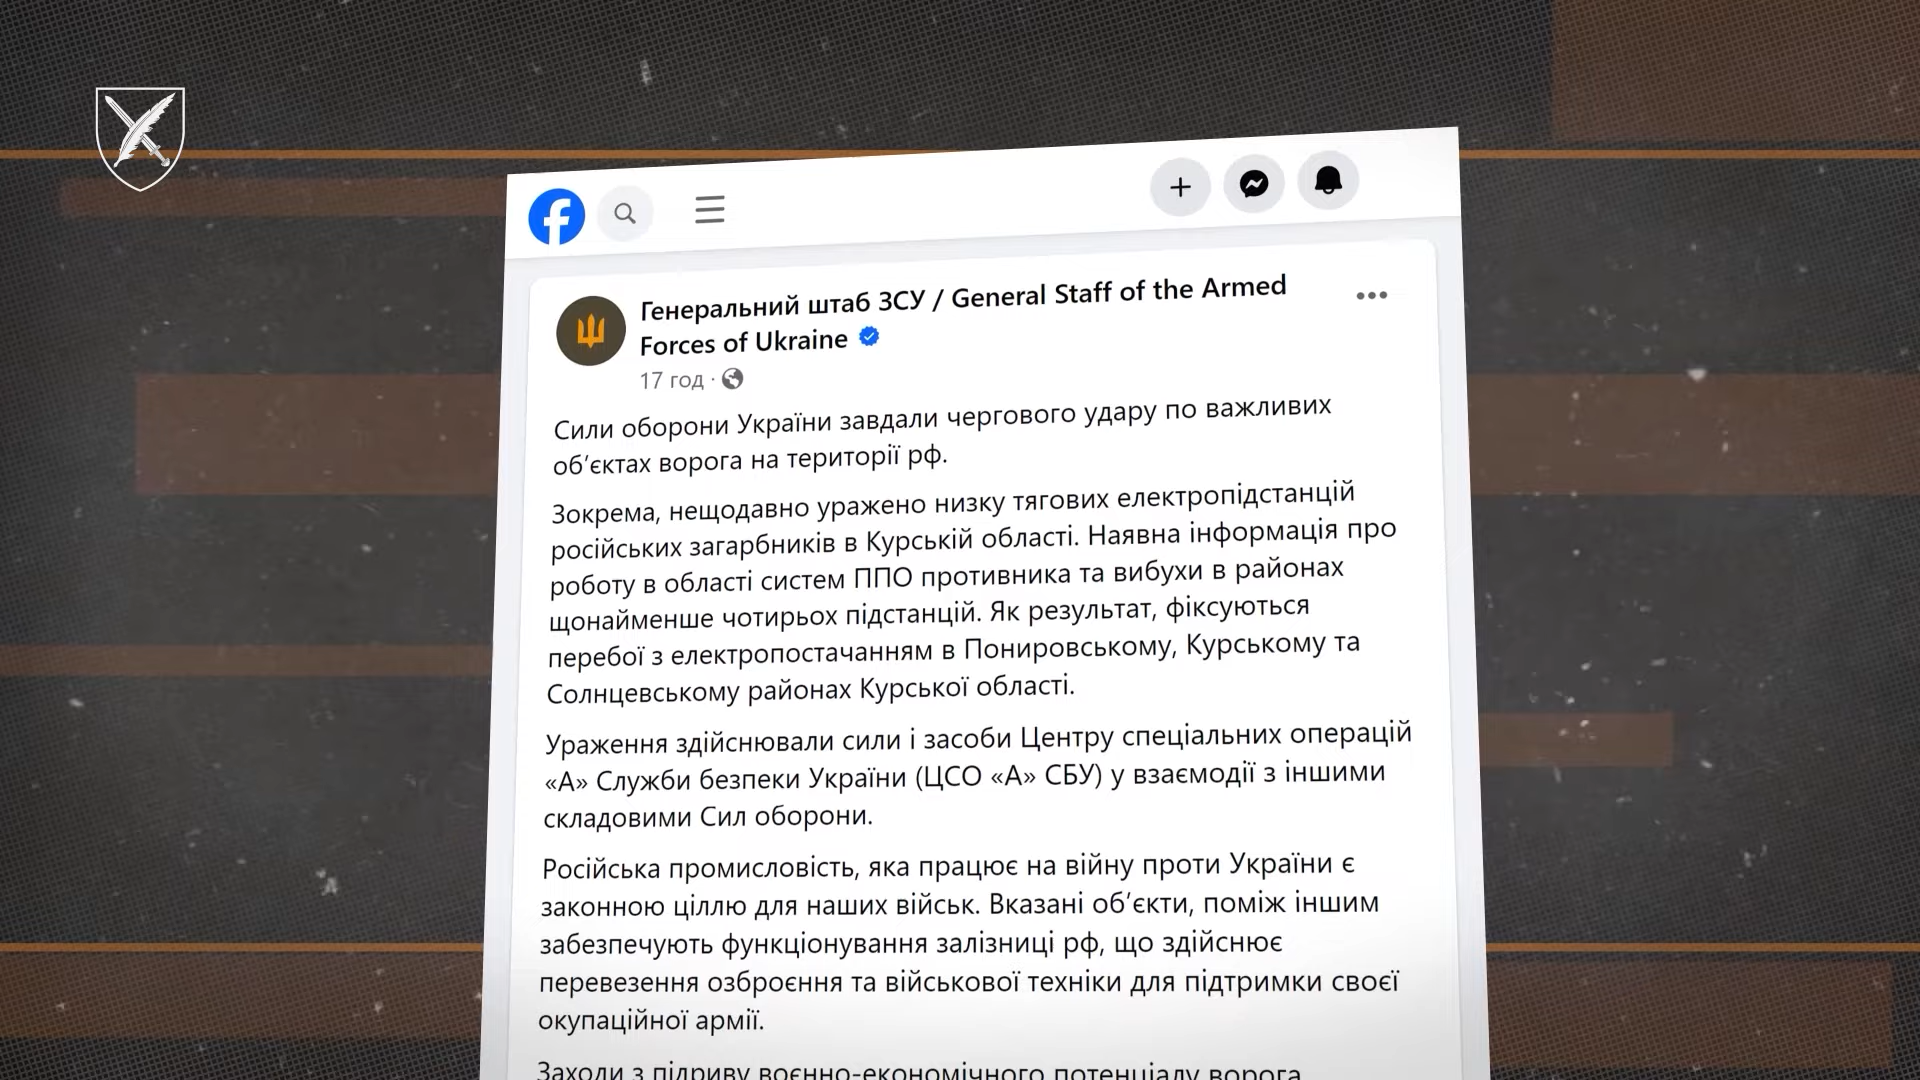 Генеральний штаб ЗСУ / General Staff of the Armed
Forces of Ukraine
17 год ·
Сили оборони України завдали чергового удару по важливих
об’єктах ворога на території рф.
Зокрема, нещодавно уражено низку тягових електропідстанцій
російських загарбників в Курській області. Наявна інформація про
роботу в області систем ППО противника та вибухи в районах
щонайменше чотирьох підстанцій. Як результат, фіксуються
перебої з електропостачанням в Понировському, Курському та
Солнцевському районах Курської області.
Ураження здійснювали сили і засоби Центру спеціальних операцій
«А» Служби безпеки України (ЦСО «А» СБУ) у взаємодії з іншими
складовими Сил оборони.
Російська промисловість, яка працює на війну проти України є
законною ціллю для наших військ. Вказані об’єкти, поміж іншим
забезпечують функціонування залізниці рф, що здійснює
перевезення озброєння та військової техніки для підтримки своєї
окупаційної армії.
Заходи з підриву воєнно-економічного потенціалу ворога